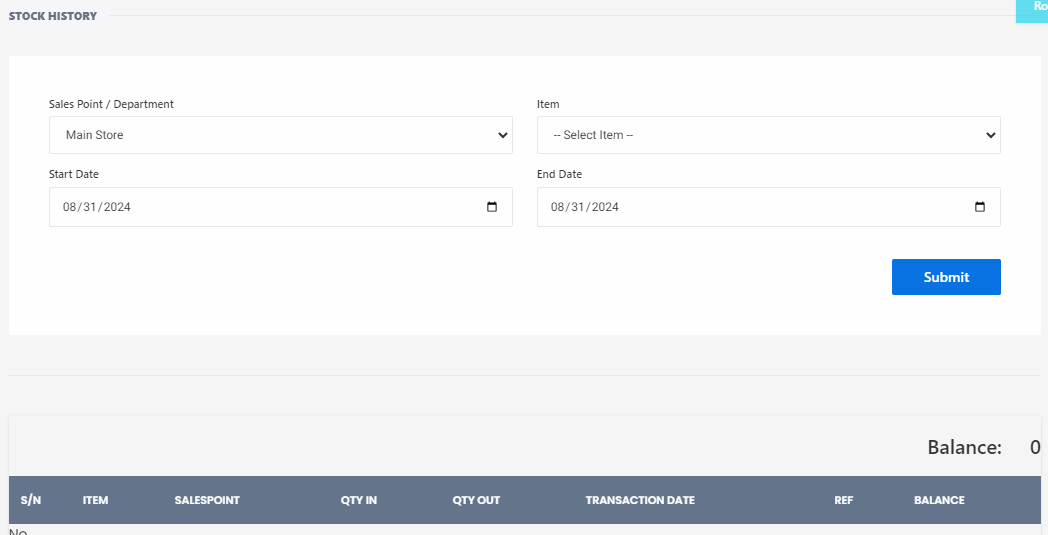 STOCK HISTORY
Ro
Sales Point / Department
Item
Main Store
-- Select Item --
Start Date
End Date
08/31/2024
08/31/2024
Submit
Balance: 0
S/N ITEM SALESPOINT QTY IN QTY OUT TRANSACTION DATE REF BALANCE
No